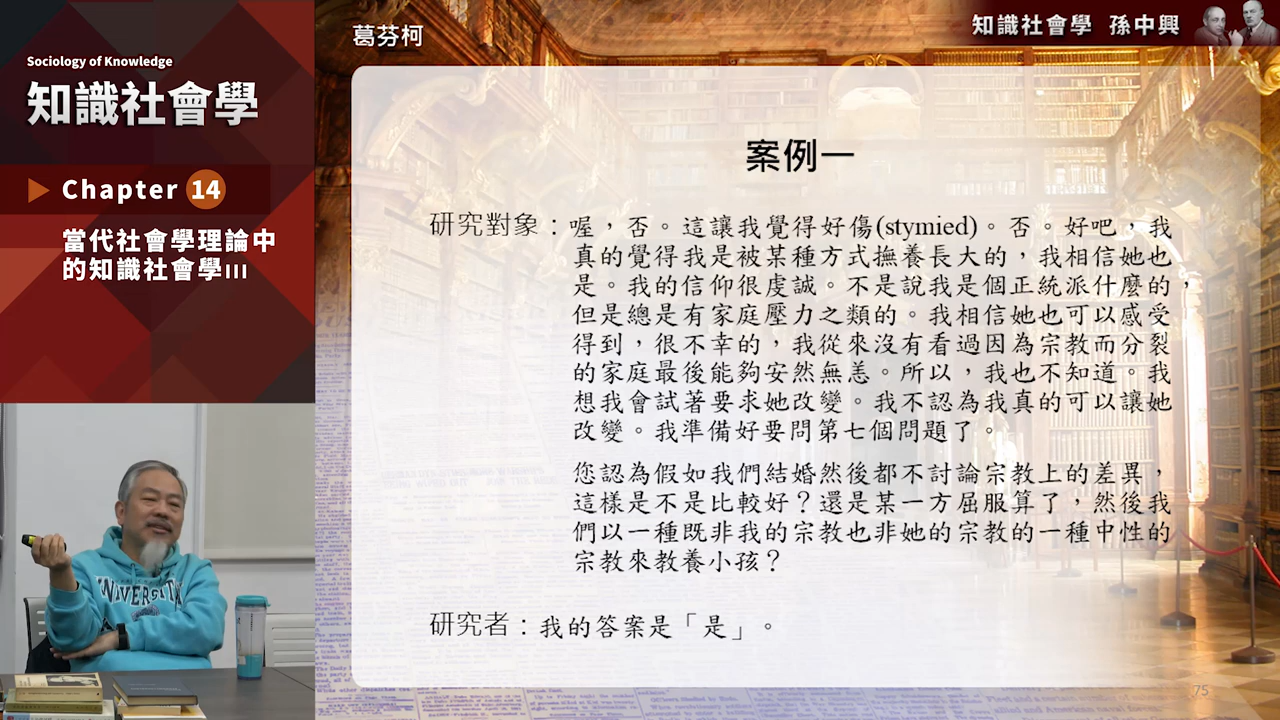 Sociology of Knowledge
知識社會學
Chapter 14
當代社會學理論中
的知識社會學III
葛芬柯
知識社會學 孫中興
案例一
研究對象：喔，否。這讓我覺得好傷(stymied)。否。好吧，我
真的覺得我是被某種方式撫養長大的，我相信她也
是。我的信仰很虔誠。不是說我是個正統派什麼的，
但是總是有家庭壓力之類的。我相信她也可以感受
得到，很不幸的，我從來沒有看過因為宗教而分裂
的家庭最後能夠安然無恙。所以，我也不知道。我
想我會試著要求她改變。我不認為我真的可以讓她
改變。我準備好要問第七個問題了。
您認為假如我們結婚然後都不討論宗教上的差異，
這樣是不是比較好？還是某一方屈服算了，然後我
們以一種既非我的宗教也非她的宗教的一種中性的
宗教來教養小孩？
研究者：我的答案是「是」。
75